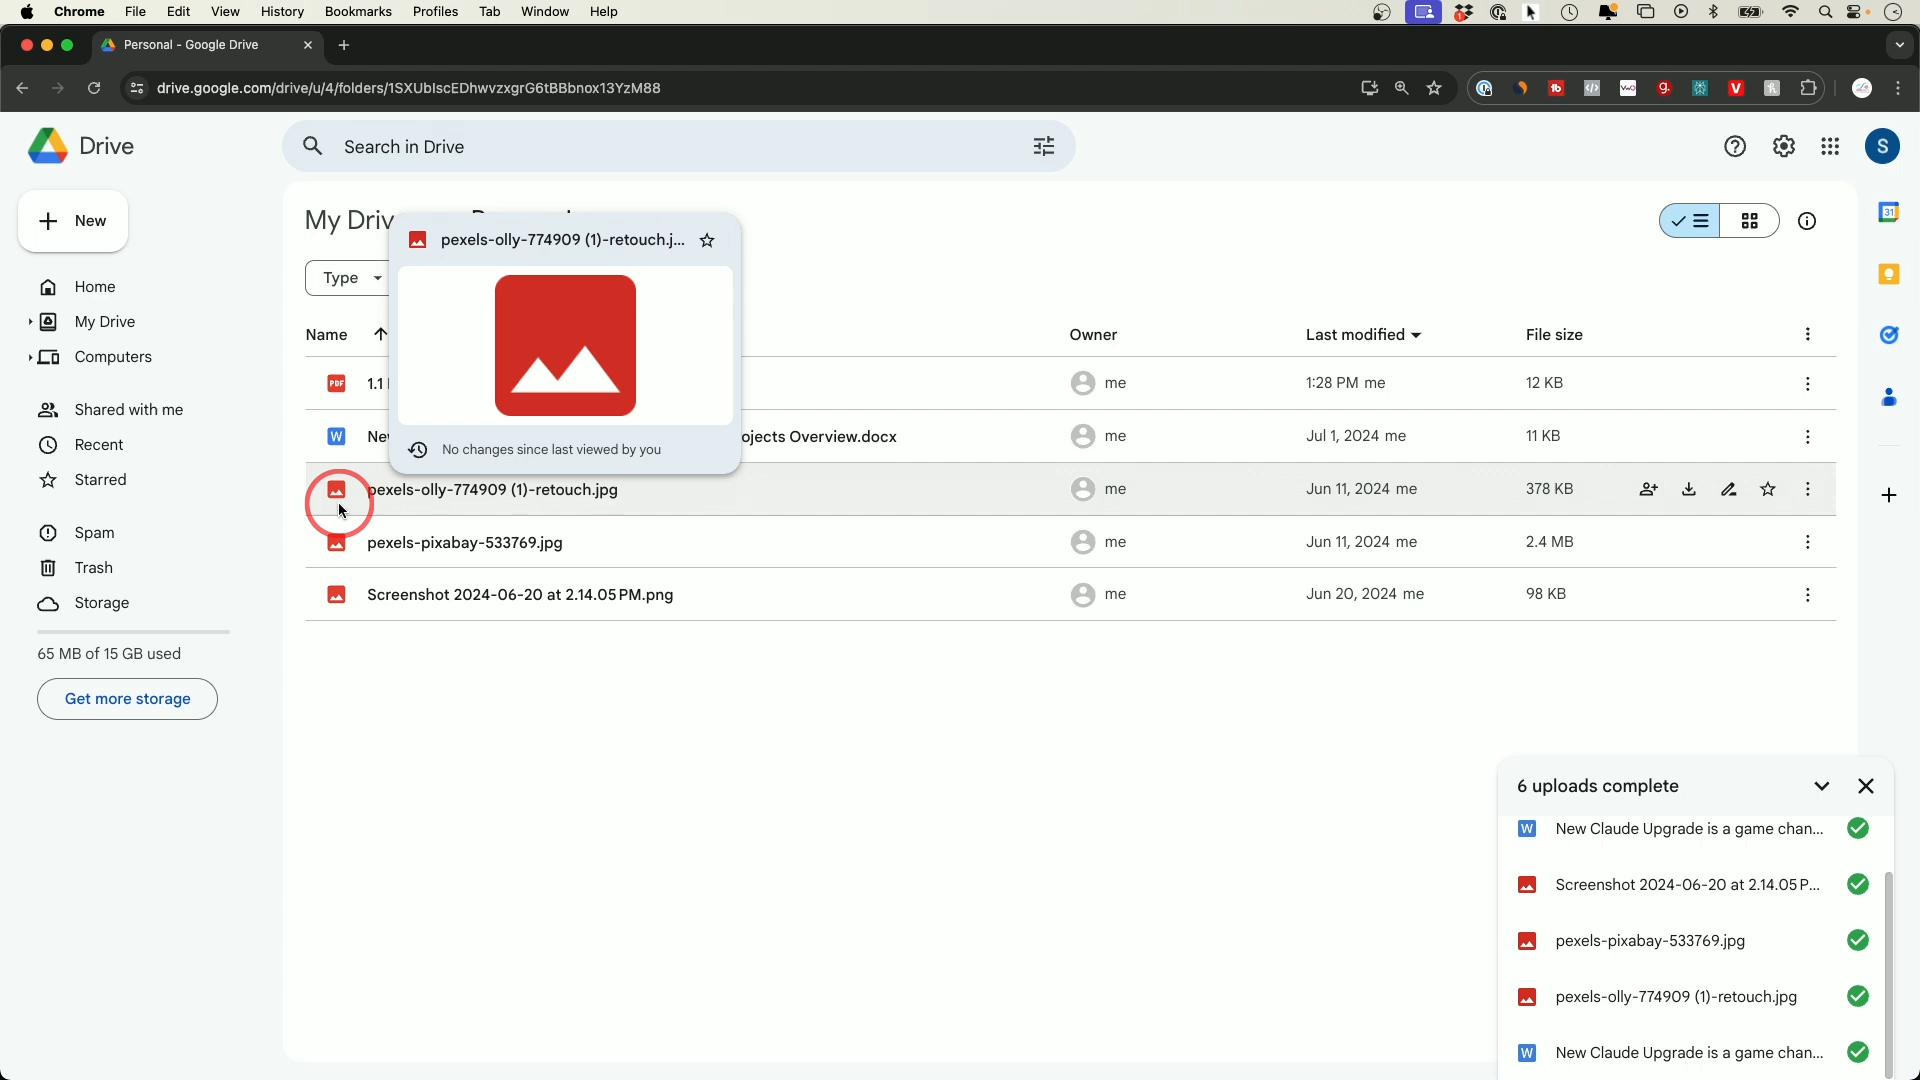 Chrome File Edit View History Bookmarks Profiles Tab Window Help
Personal - Google Drive
drive.google.com/drive/u/4/folders/1SXUbIscEDhwvzxgrG6tBBbnox13YzM88
Drive
Search in Drive
S
New
Home
My Drive
Computers
Shared with me
Recent
Starred
Spam
Trash
Storage
65 MB of 15 GB used
Get more storage
My Driv
pexels-olly-774909 (1)-retouch.j...
No changes since last viewed by you
Type
Name Owner Last modified File size
PDF 1.1 me 1:28 PM me 12 KB
W Ne ojects Overview.docx me Jul 1, 2024 me 11 KB
pexels-olly-774909 (1)-retouch.jpg me Jun 11, 2024 me 378 KB
pexels-pixabay-533769.jpg me Jun 11, 2024 me 2.4 MB
Screenshot 2024-06-20 at 2.14.05 PM.png me Jun 20, 2024 me 98 KB
31
6 uploads complete
W New Claude Upgrade is a game chan...
Screenshot 2024-06-20 at 2.14.05 P...
pexels-pixabay-533769.jpg
pexels-olly-774909 (1)-retouch.jpg
W New Claude Upgrade is a game chan...